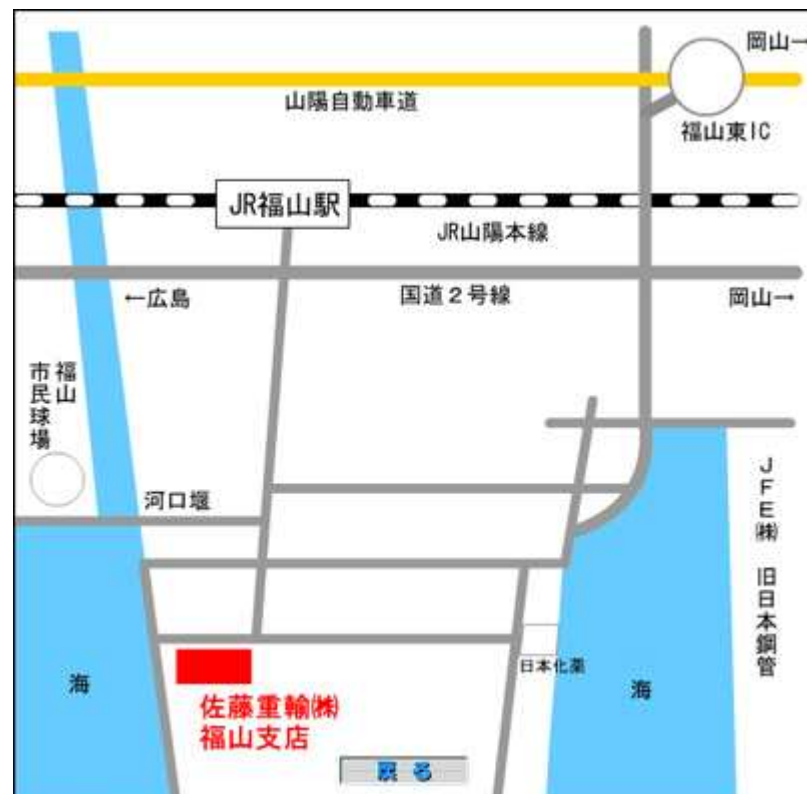 岡山→
山陽自動車道
福山東IC
JR福山駅
JR山陽本線
←広島
国道２号線
岡山→
福山
市民球場
河口堰
ＪＦＥ㈱　旧日本鋼管
海
日本化薬
海
佐藤重輸㈱
福山支店
戻る